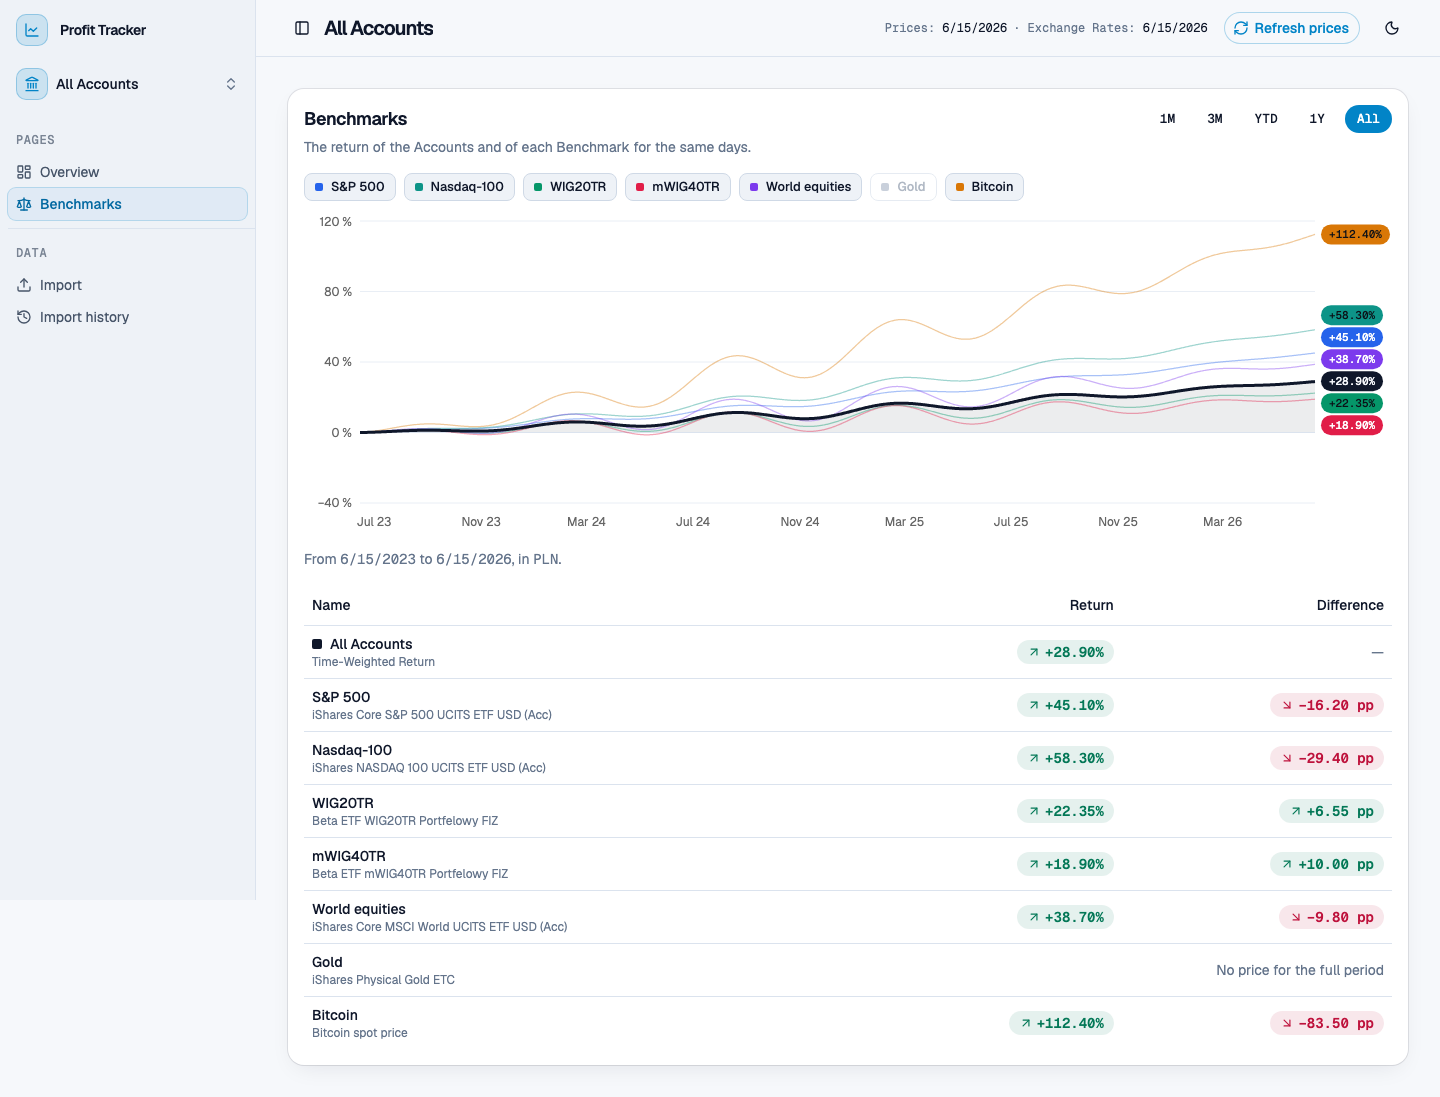 Profit Tracker
All Accounts
PAGES
Overview
Benchmarks
DATA
Import
Import history
All Accounts
Prices: 6/15/2026 · Exchange Rates: 6/15/2026
Refresh prices
Benchmarks
1M 3M YTD 1Y All
The return of the Accounts and of each Benchmark for the same days.
S&P 500 Nasdaq-100 WIG20TR mWIG40TR World equities Gold Bitcoin
120 %
80 %
40 %
0 %
−40 %
+112.40%
+58.30%
+45.10%
+38.70%
+28.90%
+22.35%
+18.90%
Jul 23 Nov 23 Mar 24 Jul 24 Nov 24 Mar 25 Jul 25 Nov 25 Mar 26
From 6/15/2023 to 6/15/2026, in PLN.
Name Return Difference
All Accounts
Time-Weighted Return
+28.90% —
S&P 500
iShares Core S&P 500 UCITS ETF USD (Acc)
+45.10% −16.20 pp
Nasdaq-100
iShares NASDAQ 100 UCITS ETF USD (Acc)
+58.30% −29.40 pp
WIG20TR
Beta ETF WIG20TR Portfelowy FIZ
+22.35% +6.55 pp
mWIG40TR
Beta ETF mWIG40TR Portfelowy FIZ
+18.90% +10.00 pp
World equities
iShares Core MSCI World UCITS ETF USD (Acc)
+38.70% −9.80 pp
Gold
iShares Physical Gold ETC
No price for the full period
Bitcoin
Bitcoin spot price
+112.40% −83.50 pp